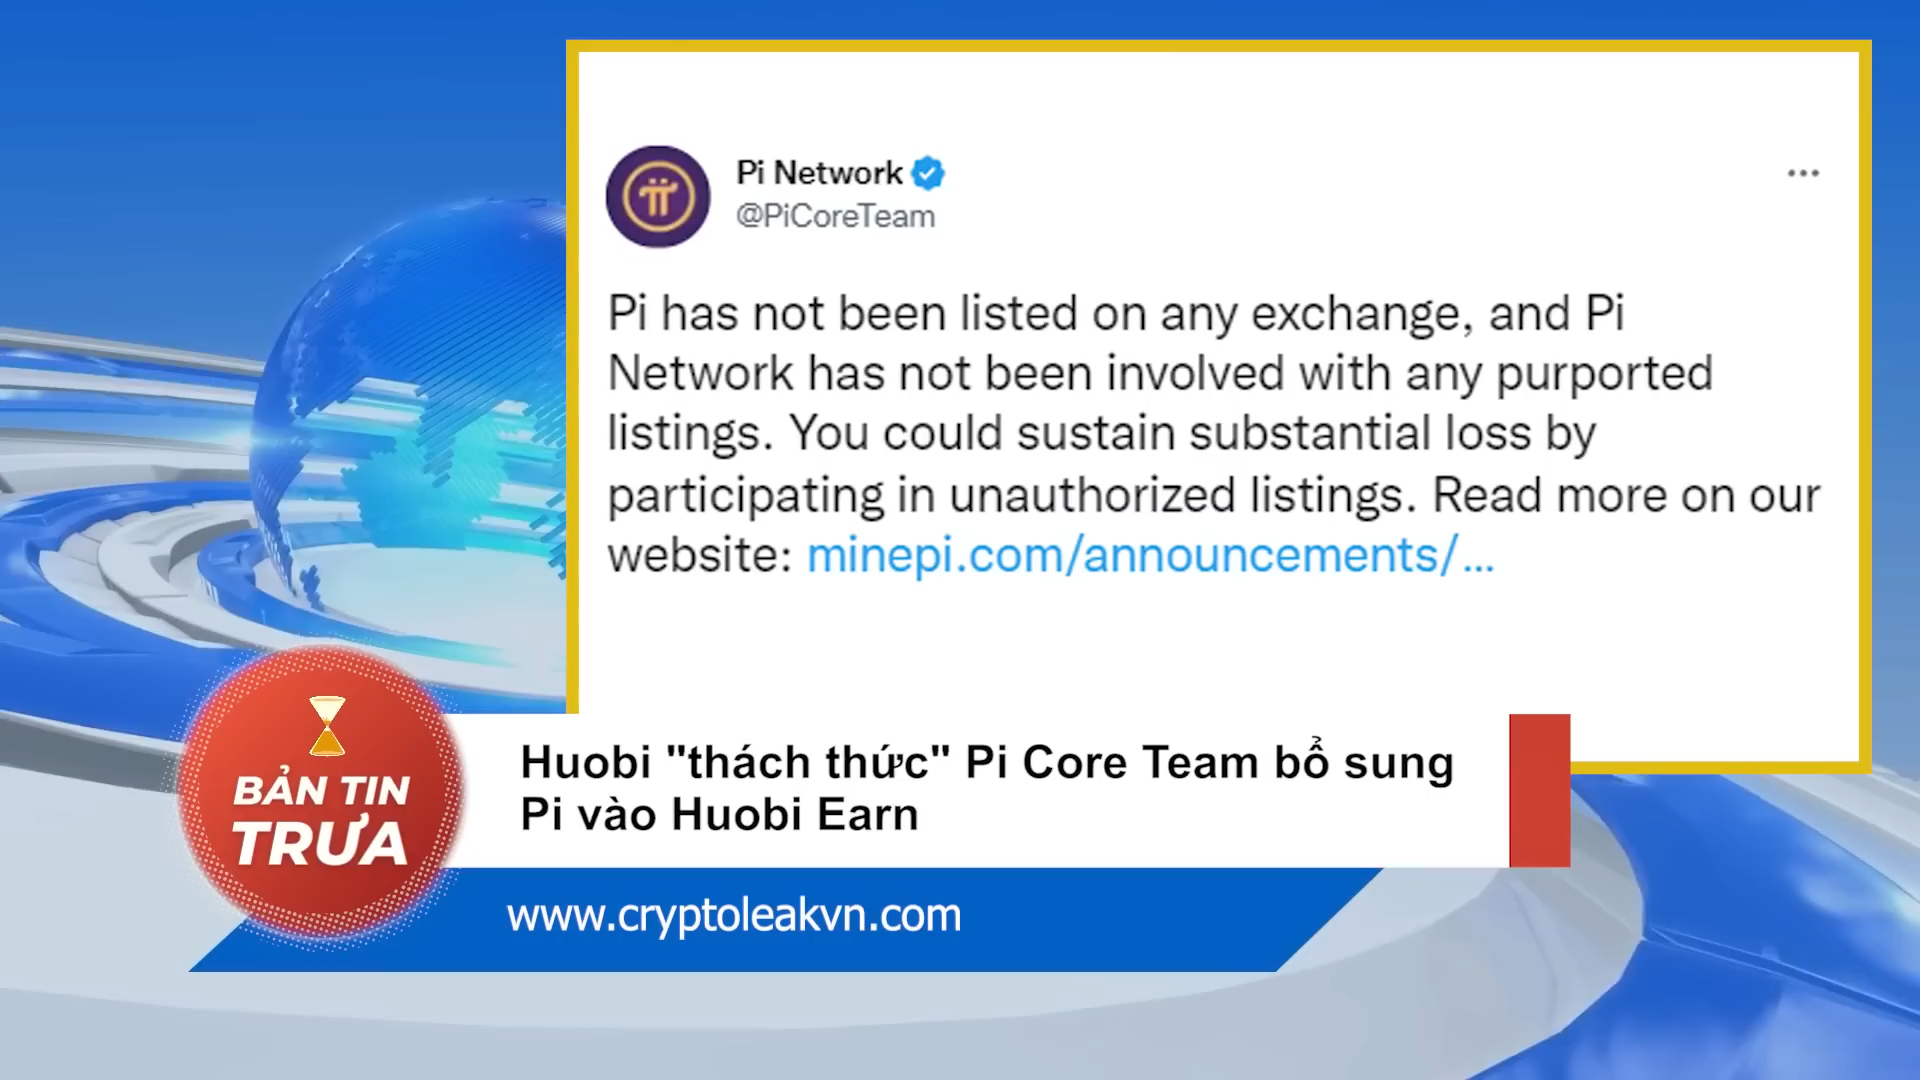 Pi Network
@PiCoreTeam
Pi has not been listed on any exchange, and Pi
Network has not been involved with any purported
listings. You could sustain substantial loss by
participating in unauthorized listings. Read more on our
website: minepi.com/announcements/...
BẢN TIN
TRƯA
Huobi "thách thức" Pi Core Team bổ sung
Pi vào Huobi Earn
www.cryptoleakvn.com